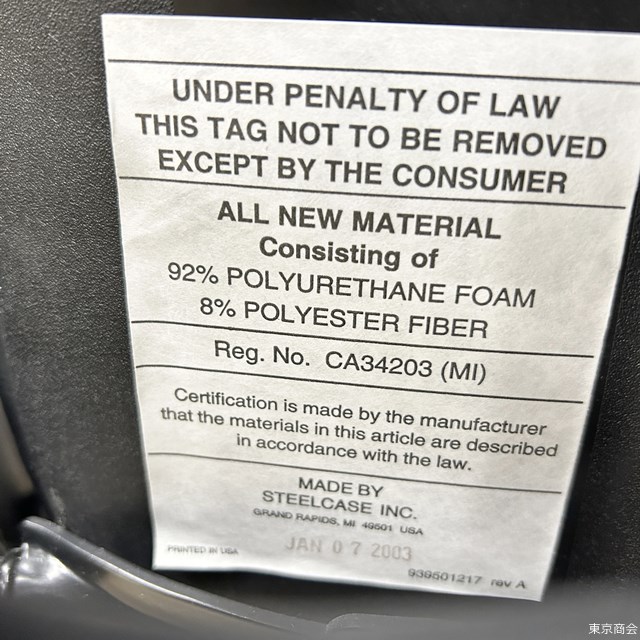 UNDER PENALTY OF LAW
THIS TAG NOT TO BE REMOVED
EXCEPT BY THE CONSUMER
ALL NEW MATERIAL
Consisting of
92% POLYURETHANE FOAM
8% POLYESTER FIBER
Reg. No. CA34203 (MI)
Certification is made by the manufacturer
that the materials in this article are described
in accordance with the law.
MADE BY
STEELCASE INC.
GRAND RAPIDS, MI 49501 USA
JAN 07 2003
PRINTED IN USA
939501217 rev A
東京商会